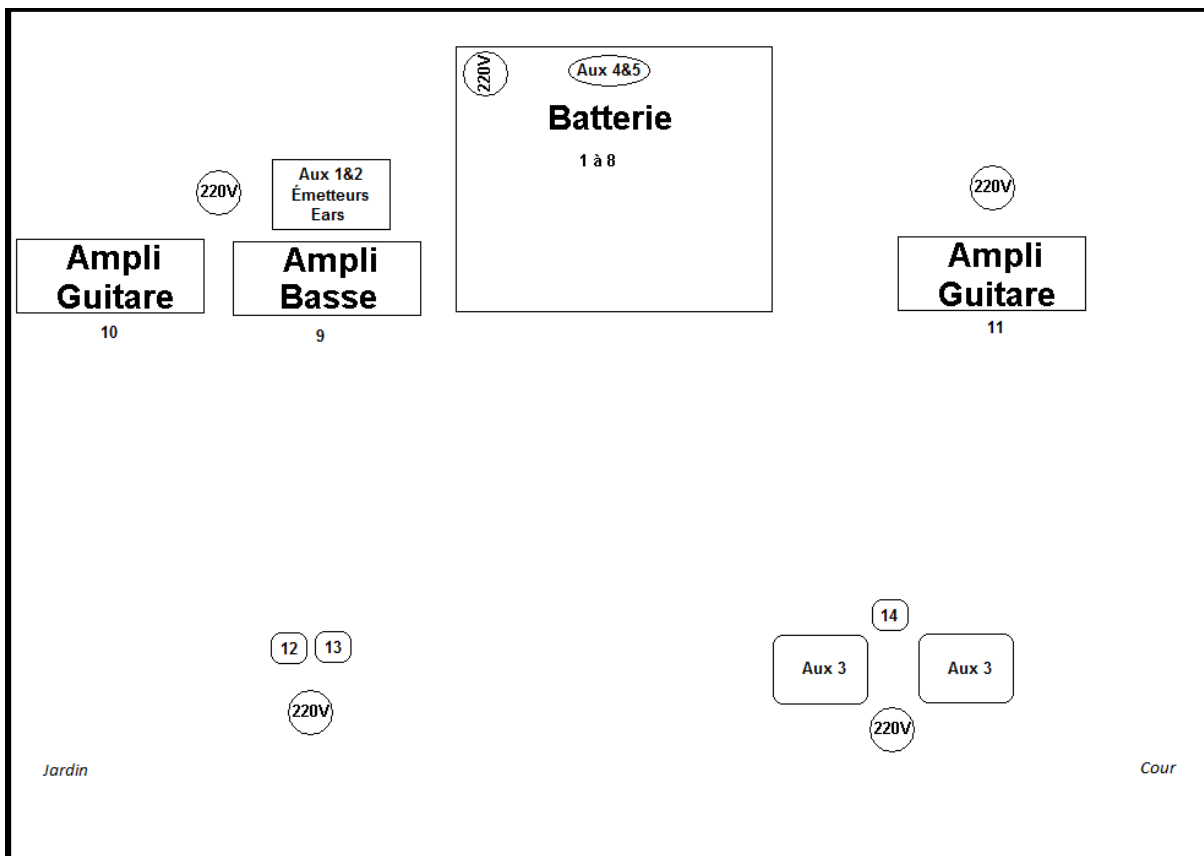 220V
Aux 4&5
Batterie
1 à 8
220V
Aux 1&2
Émetteurs
Ears
220V
Ampli
Guitare
10
Ampli
Basse
9
Ampli
Guitare
11
12
13
220V
14
Aux 3
Aux 3
220V
Jardin
Cour